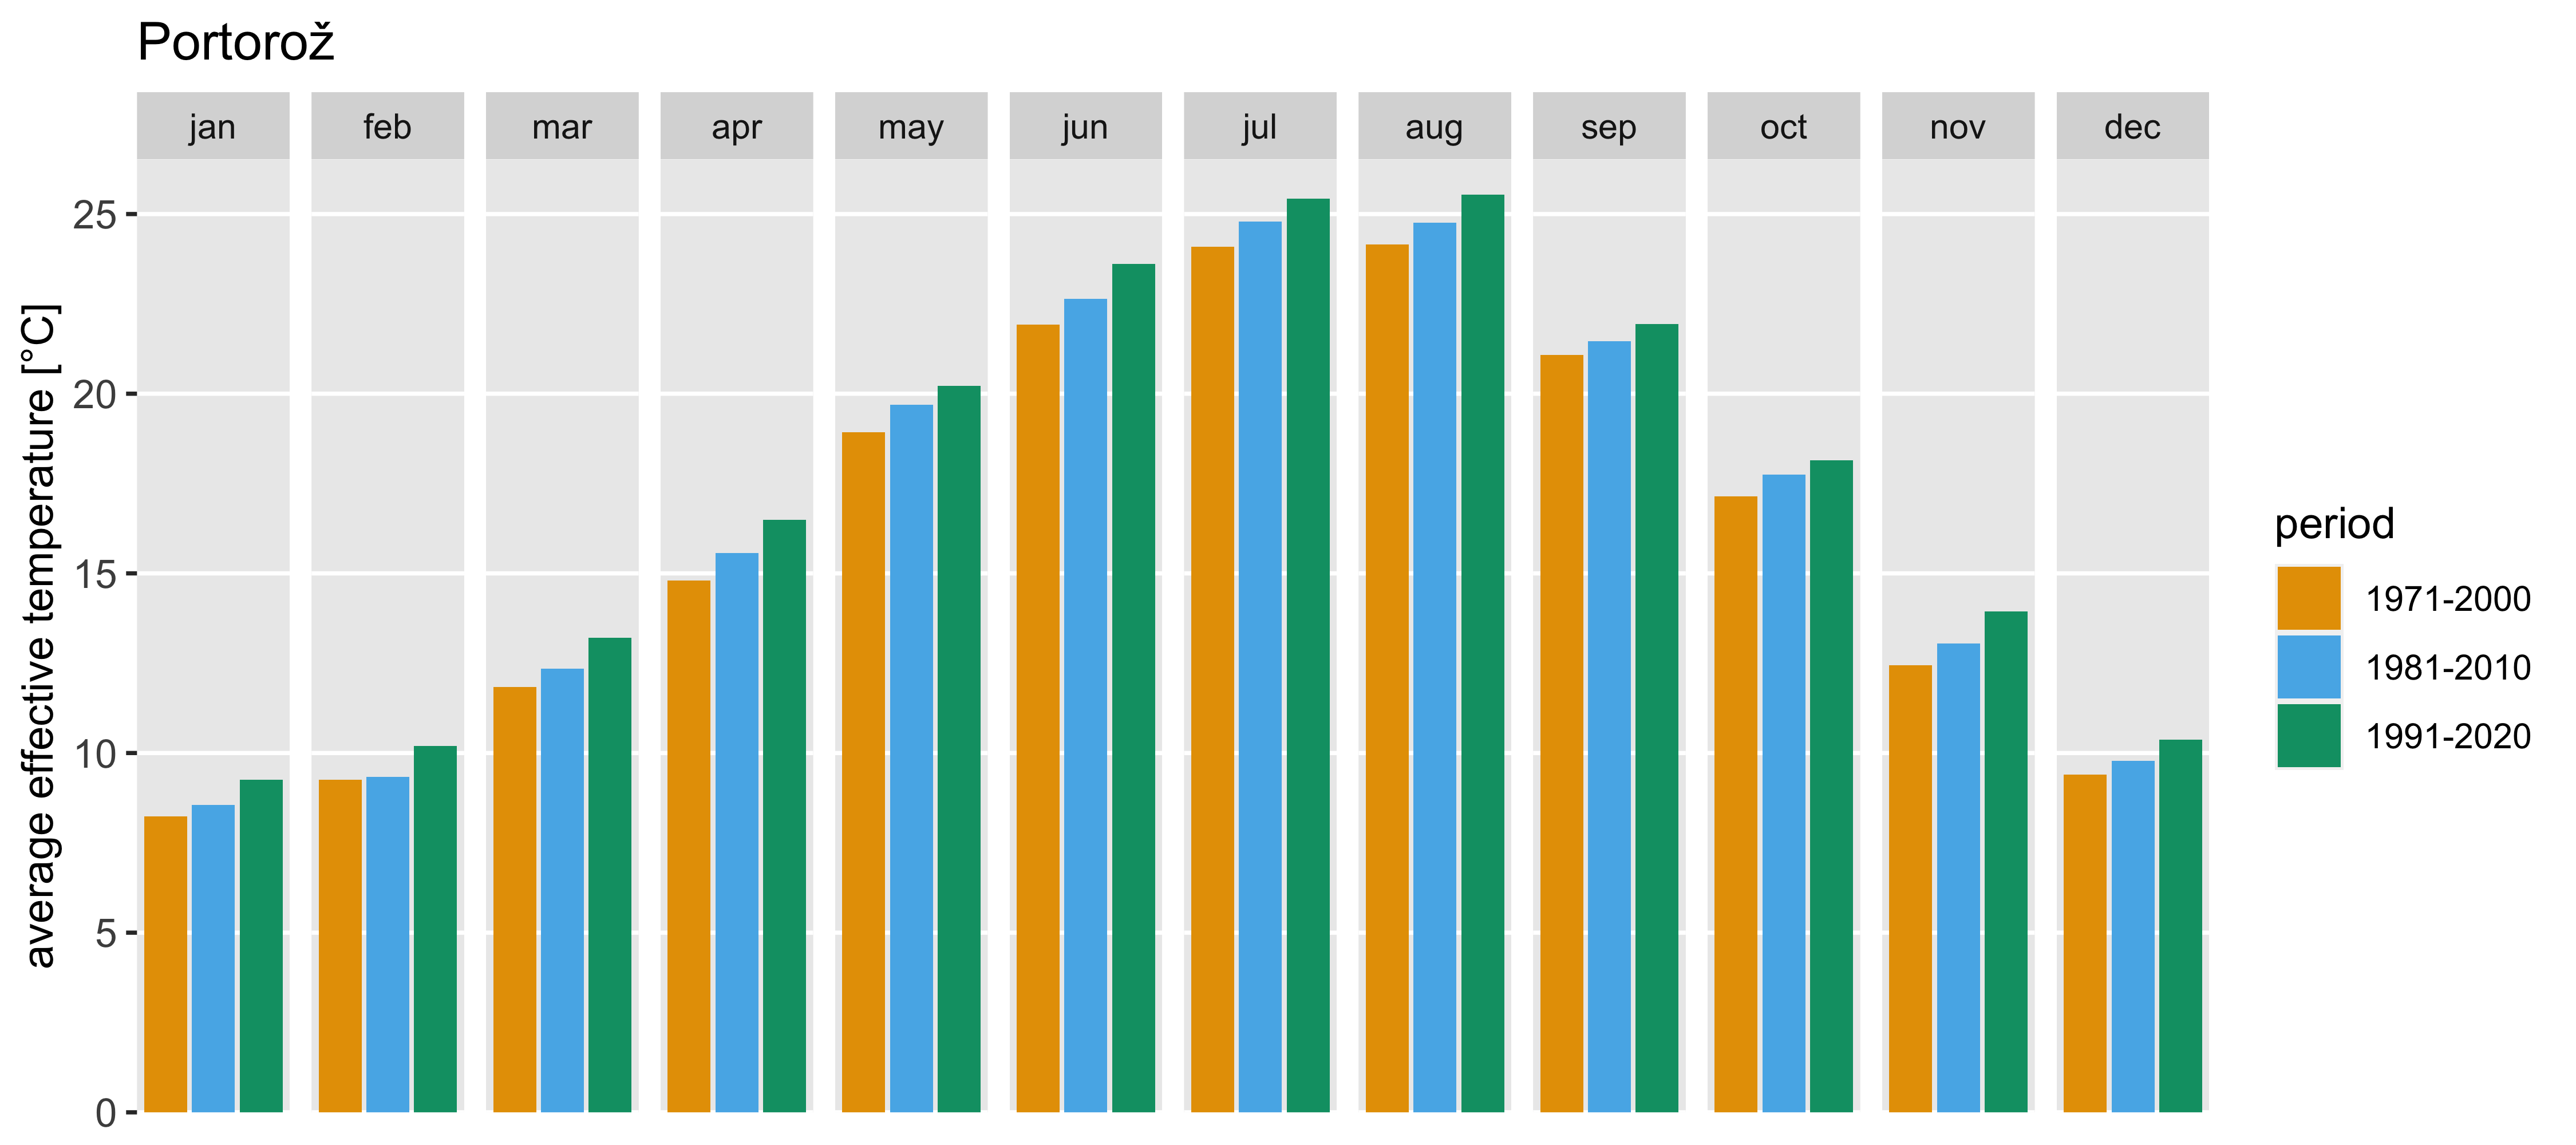 Portorož
jan feb mar apr may jun jul aug sep oct nov dec
average effective temperature [°C]
25
20
15
10
5
0
period
1971-2000
1981-2010
1991-2020